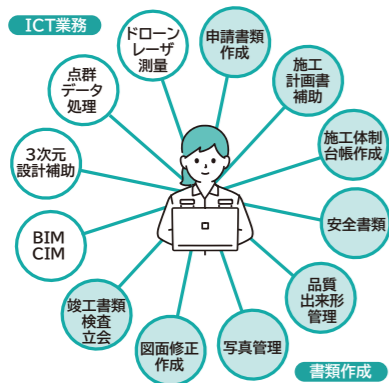 ICT業務
ドローン
レーザ
測量
申請書類
作成
点群
データ
処理
施工
計画書
補助
3次元
設計補助
施工体制
台帳作成
BIM
CIM
安全書類
竣工書類
検査
立会
品質
出来形
管理
図面修正
作成
写真管理
書類作成